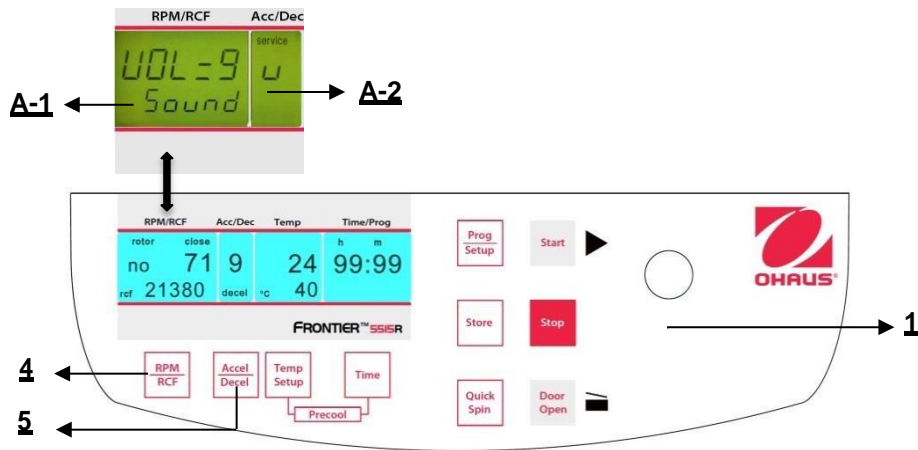 RPM/RCF Acc/Dec
service
VOL=9 u
Sound
A-1
A-2
RPM/RCF Acc/Dec Temp Time/Prog
rotor close h m
no 71 9 24 99:99
rcf 21380 decel °C 40
FRONTIER™ 5515R
Prog
Setup
Start
OHAUS®
Store
Stop
1
4
RPM
RCF
Accel
Decel
Temp
Setup
Time
Precool
5
Quick
Spin
Door
Open